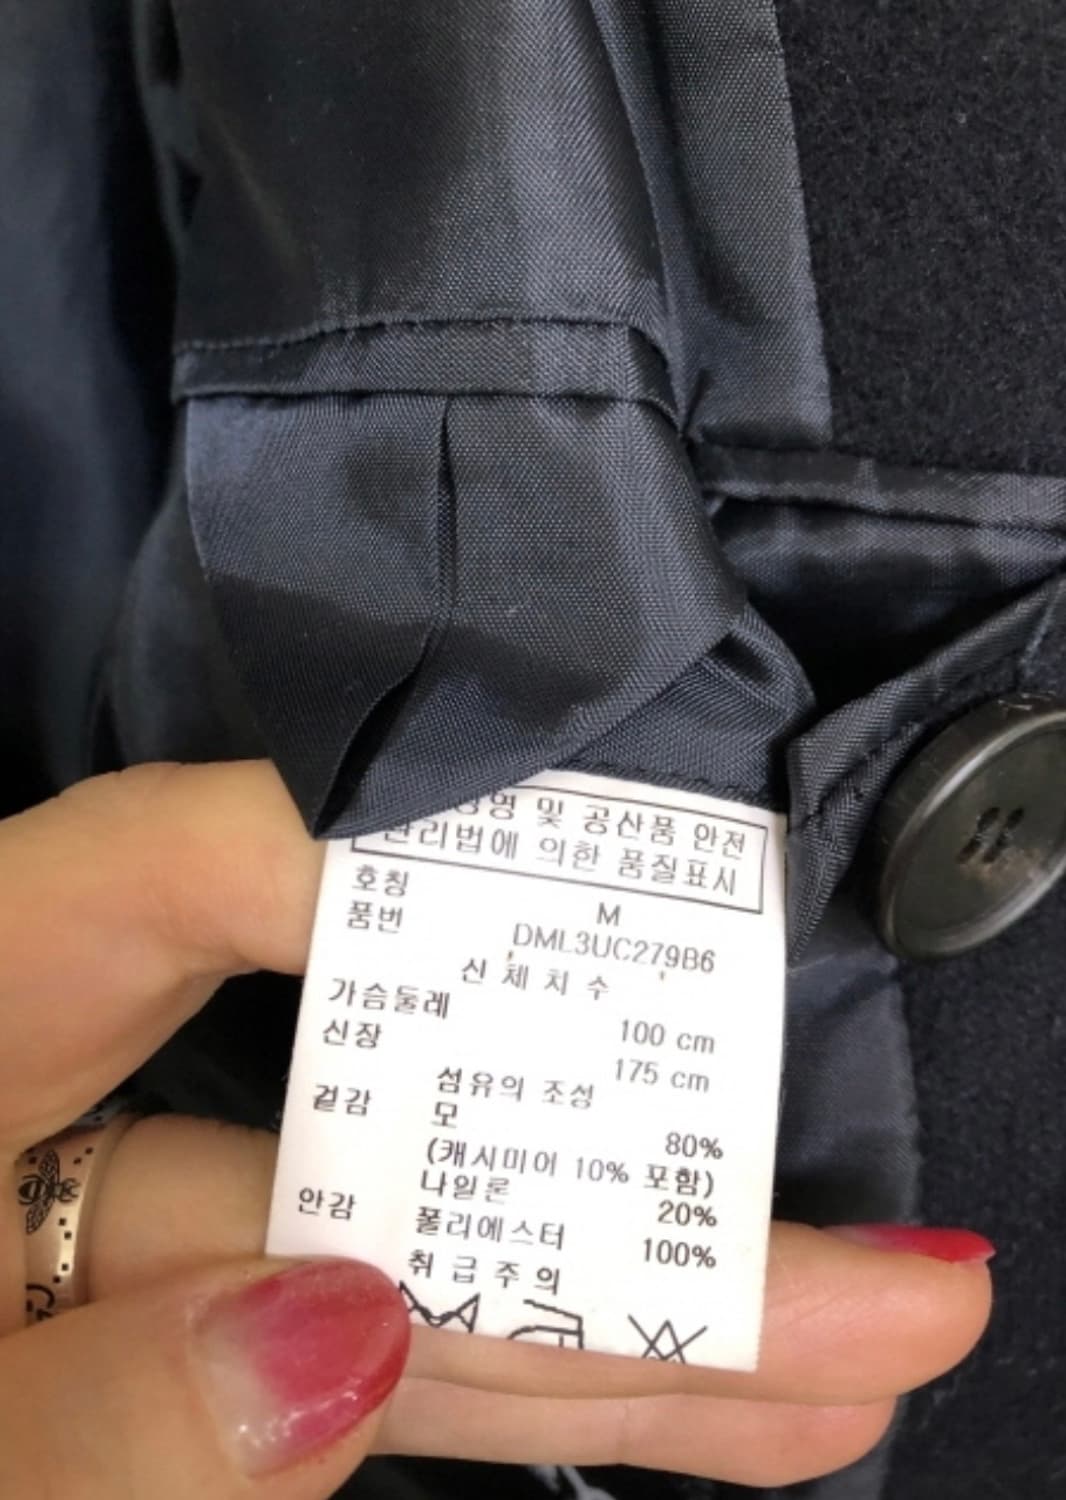 및 공산품 안전
관리법에 의한 품질표시
호칭 M
품번 DML3UC279B6
신체치수
가슴둘레 100 cm
신장 175 cm
섬유의 조성
겉감 모 80%
(캐시미어 10% 포함)
나일론 20%
안감 폴리에스터 100%
취급주의